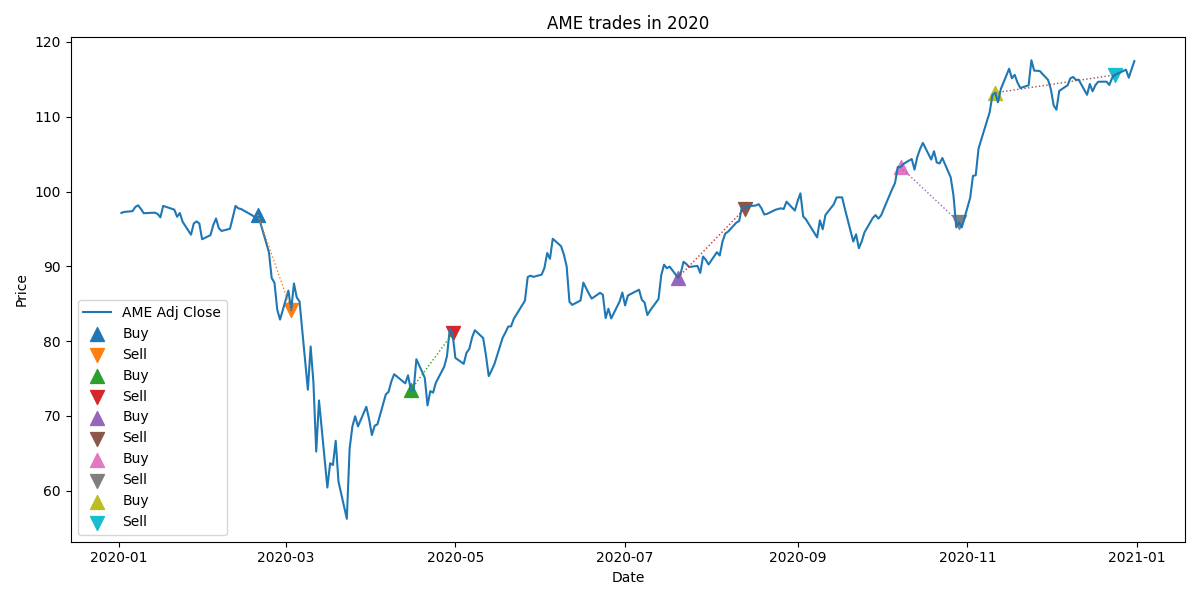 AME trades in 2020
120
110
100
90
80
70
60
Price
AME Adj Close
Buy
Sell
Buy
Sell
Buy
Sell
Buy
Sell
Buy
Sell
2020-01
2020-03
2020-05
2020-07
2020-09
2020-11
2021-01
Date